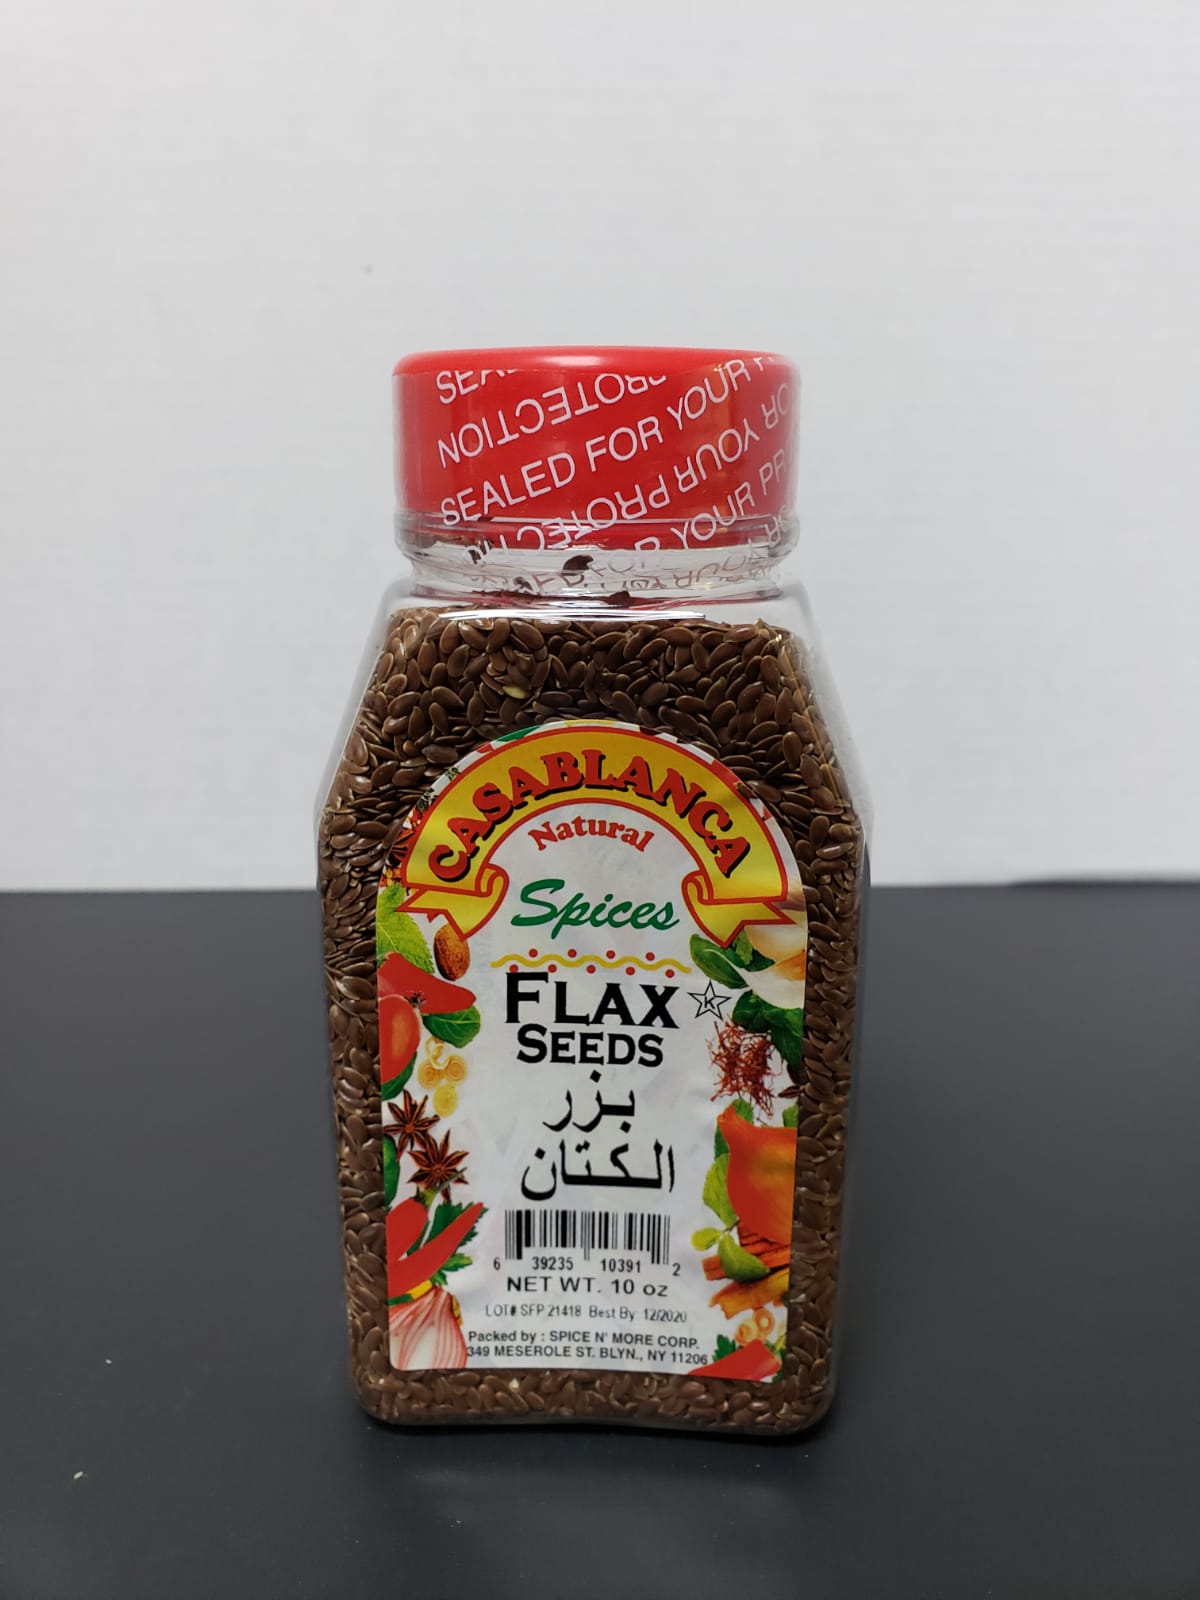 SEALED FOR YOUR
PROTECTION
SEALED FOR YOUR
PROTECTION
CASABLANCA
Natural
Spices
FLAX
K
SEEDS
بزر
الكتان
6 39235 10391 2
NET WT. 10 oz
LOT# SFP 21418 Best By: 12/2020
Packed by : SPICE N' MORE CORP.
349 MESEROLE ST. BLYN., NY 11206